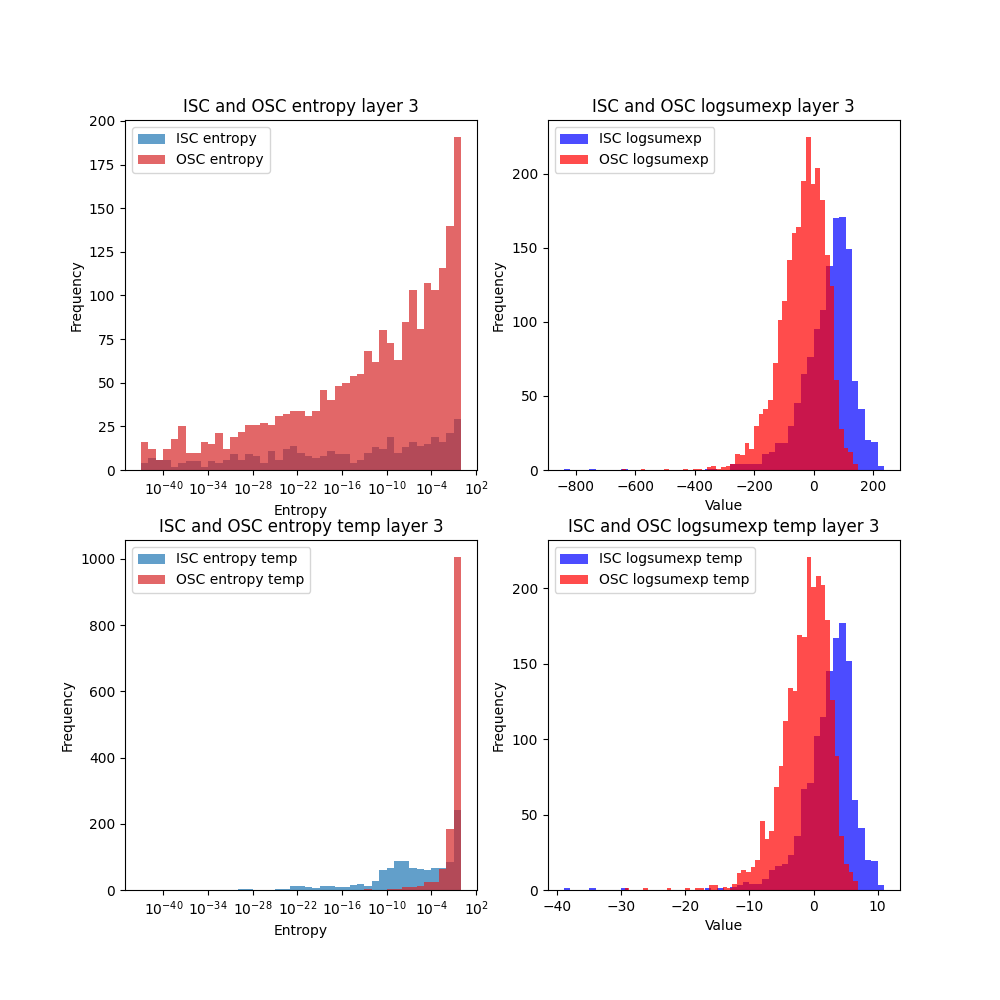 ISC and OSC entropy layer 3
ISC entropy
OSC entropy
Frequency
200
175
150
125
100
75
50
25
0
10⁻⁴⁰ 10⁻³⁴ 10⁻²⁸ 10⁻²² 10⁻¹⁶ 10⁻¹⁰ 10⁻⁴ 10²
Entropy
ISC and OSC logsumexp layer 3
ISC logsumexp
OSC logsumexp
Frequency
200
150
100
50
0
−800 −600 −400 −200 0 200
Value
ISC and OSC entropy temp layer 3
ISC entropy temp
OSC entropy temp
Frequency
1000
800
600
400
200
0
10⁻⁴⁰ 10⁻³⁴ 10⁻²⁸ 10⁻²² 10⁻¹⁶ 10⁻¹⁰ 10⁻⁴ 10²
Entropy
ISC and OSC logsumexp temp layer 3
ISC logsumexp temp
OSC logsumexp temp
Frequency
200
150
100
50
0
−40 −30 −20 −10 0 10
Value